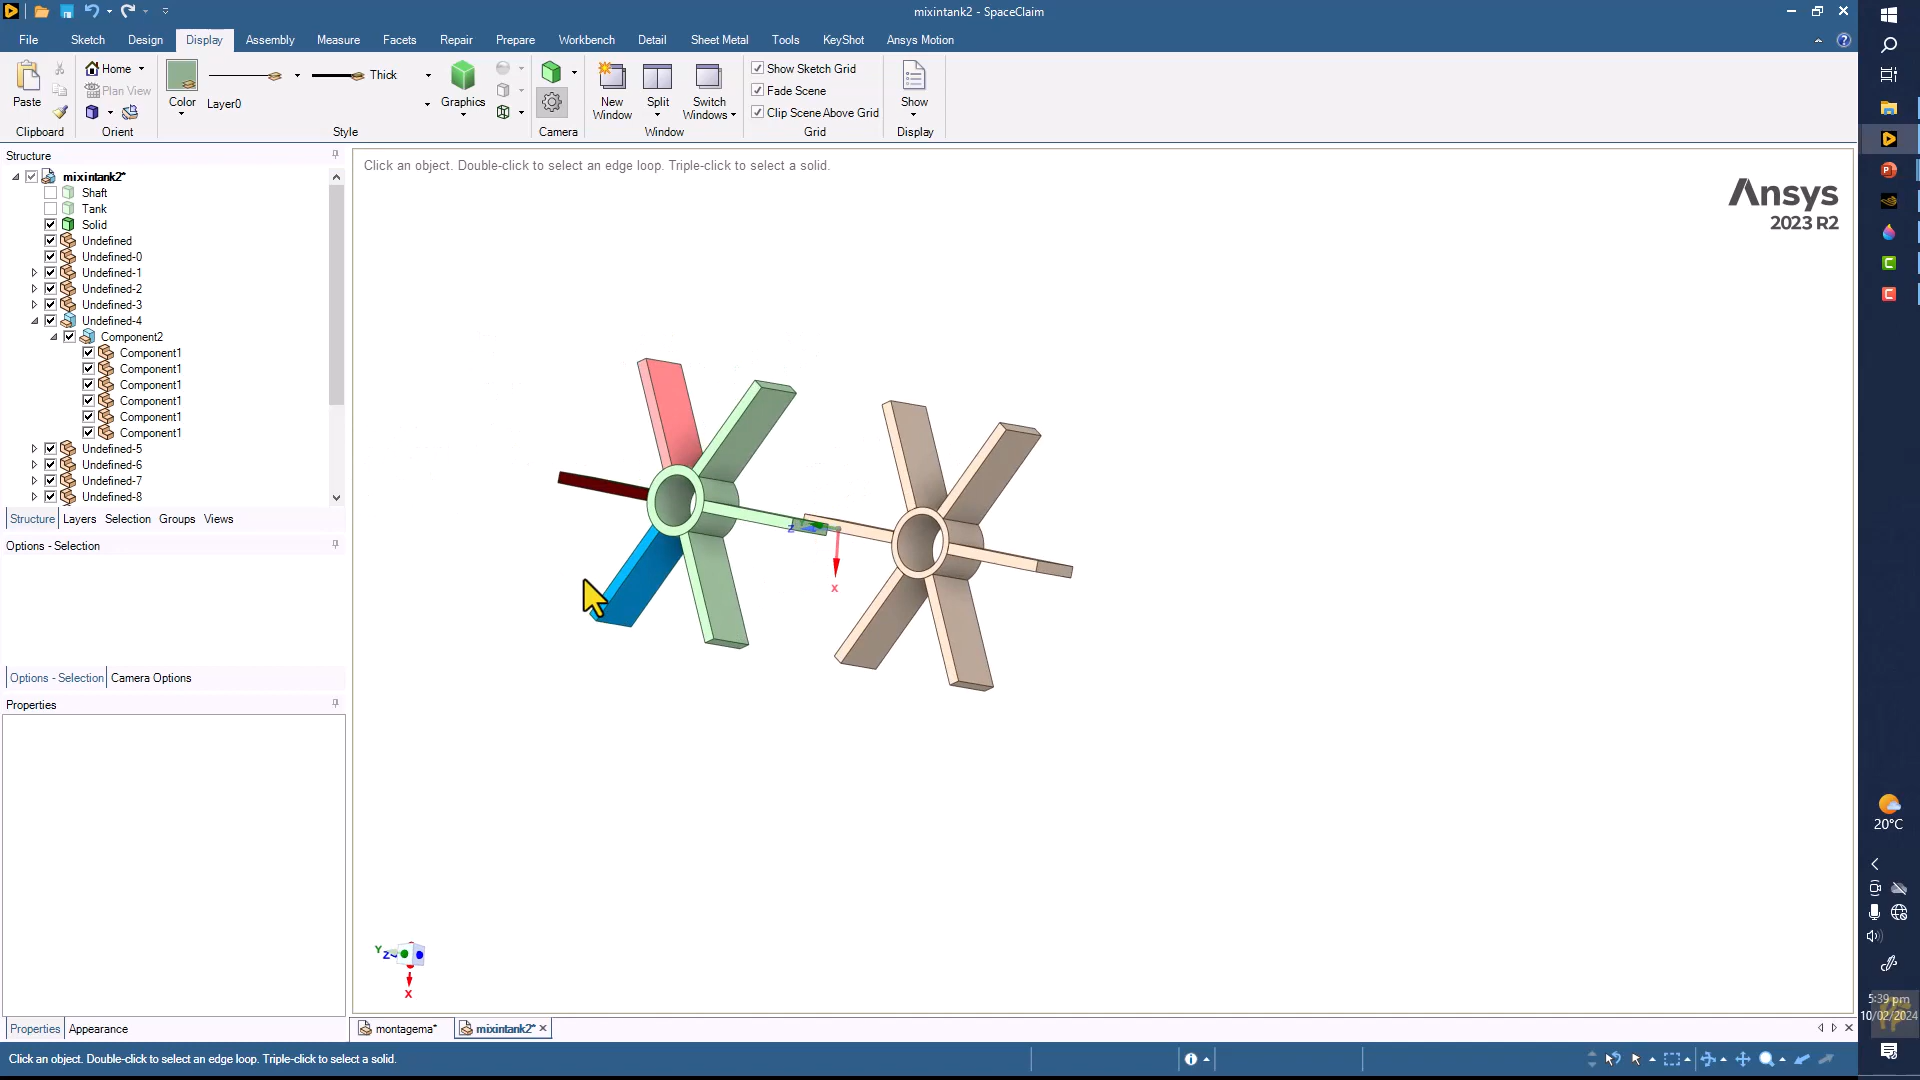 mixintank2 - SpaceClaim
File Sketch Design Display Assembly Measure Facets Repair Prepare Workbench Detail Sheet Metal Tools KeyShot Ansys Motion
Paste
Clipboard
Home
Plan View
Orient
Color
Layer0
Thick
Style
Graphics
Camera
New Window
Split
Switch Windows
Window
Show Sketch Grid
Fade Scene
Clip Scene Above Grid
Grid
Show
Display
Structure
mixintank2*
Shaft
Tank
Solid
Undefined
Undefined-0
Undefined-1
Undefined-2
Undefined-3
Undefined-4
Component2
Component1
Component1
Component1
Component1
Component1
Component1
Undefined-5
Undefined-6
Undefined-7
Undefined-8
Structure Layers Selection Groups Views
Options - Selection
Options - Selection Camera Options
Properties
Properties Appearance
Click an object. Double-click to select an edge loop. Triple-click to select a solid.
Ansys
2023 R2
Y
Z
X
Y
Z
X
montagema* mixintank2*
Click an object. Double-click to select an edge loop. Triple-click to select a solid.
20°C
5:39 pm
10/02/2024